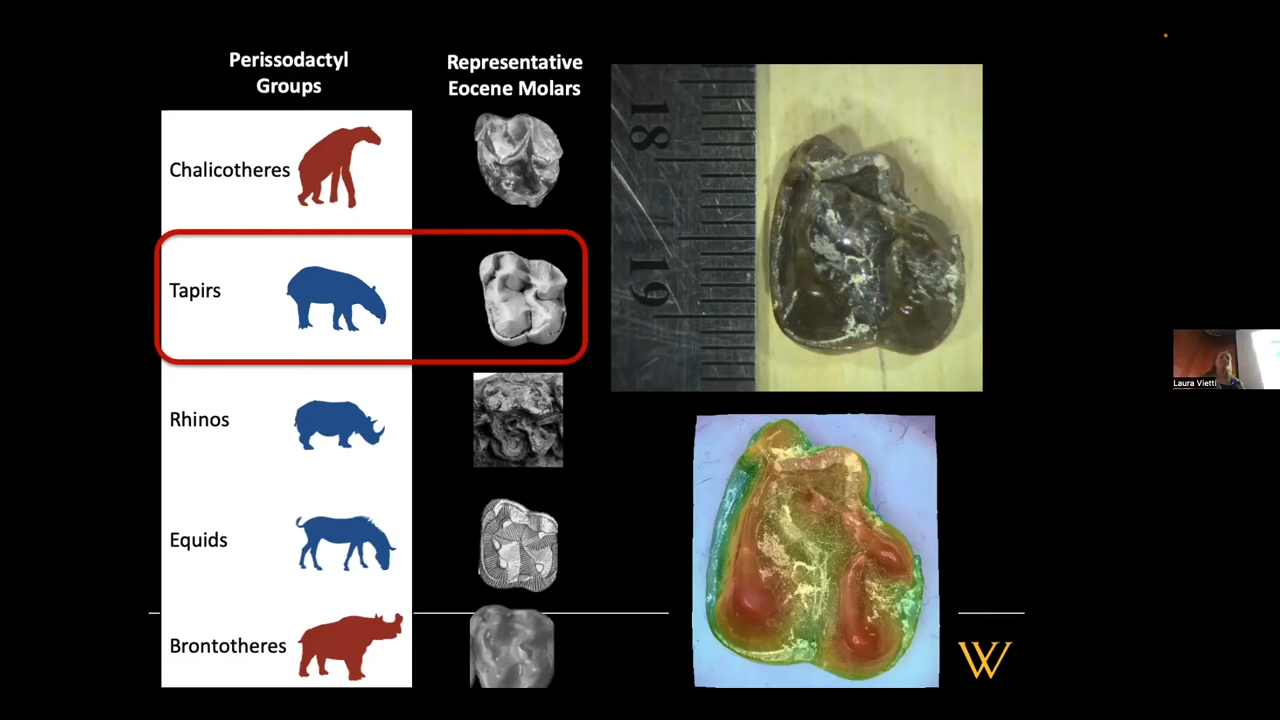 Perissodactyl
Groups
Representative
Eocene Molars
Chalicotheres
Tapirs
Rhinos
Equids
Brontotheres
18
19
W
Laura Vietti